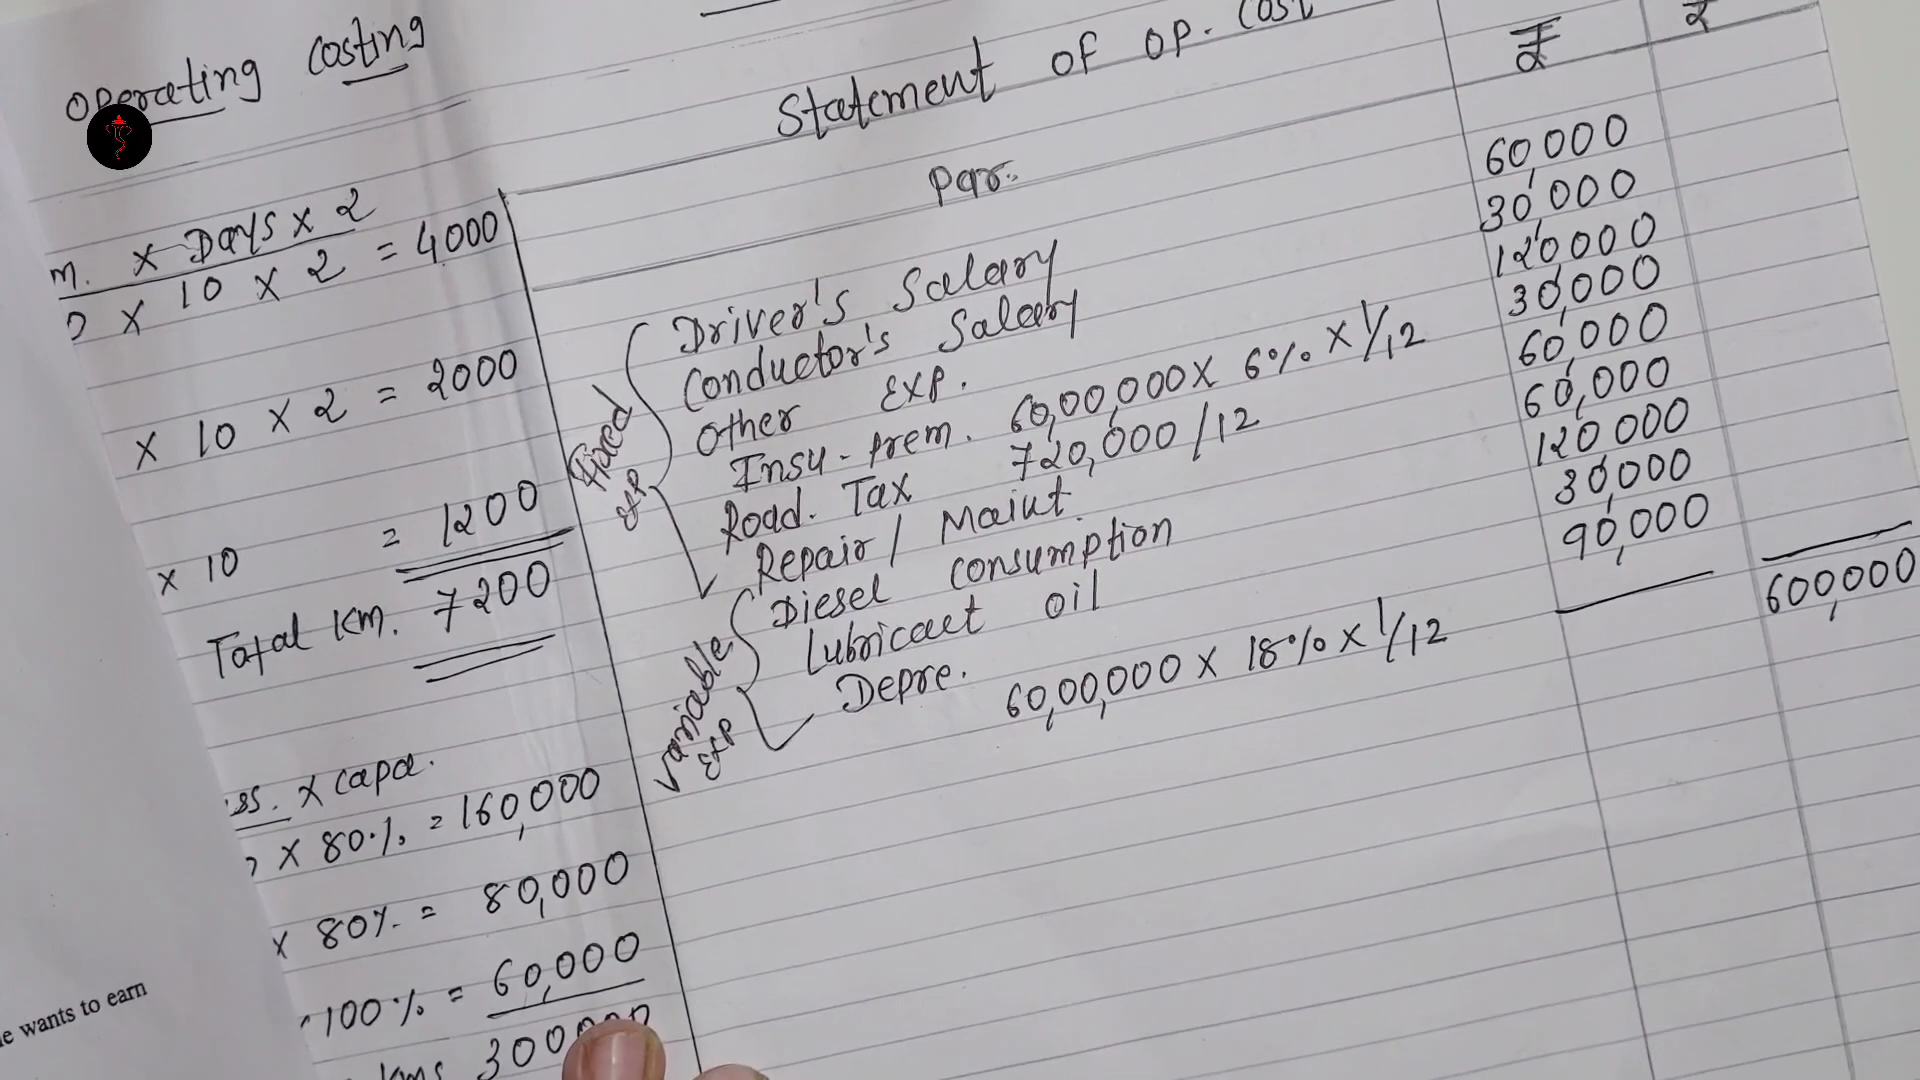 Operating Costing
m. X Days X 2
X 10 X 2 = 4000
X 10 X 2 = 2000
X 10 = 1200
Total Km. 7200
ss. X capa.
X 80% = 160,000
X 80% = 80,000
100% = 60,000
kms 300000
e wants to earn
Statement of OP. Cost
Par.
₹
₹
Fixed Exp
Driver's Salary 60,000
Conductor's Salary 30,000
Other Exp. 120,000
Insu-prem. 60,00,000 X 6% X 1/12 30,000
Road. Tax 720,000/12 60,000
Repair/Maint 60,000
Variable Exp
Diesel consumption 120,000
Lubricaet oil 30,000
Depre. 60,00,000 X 18% X 1/12 90,000
600,000